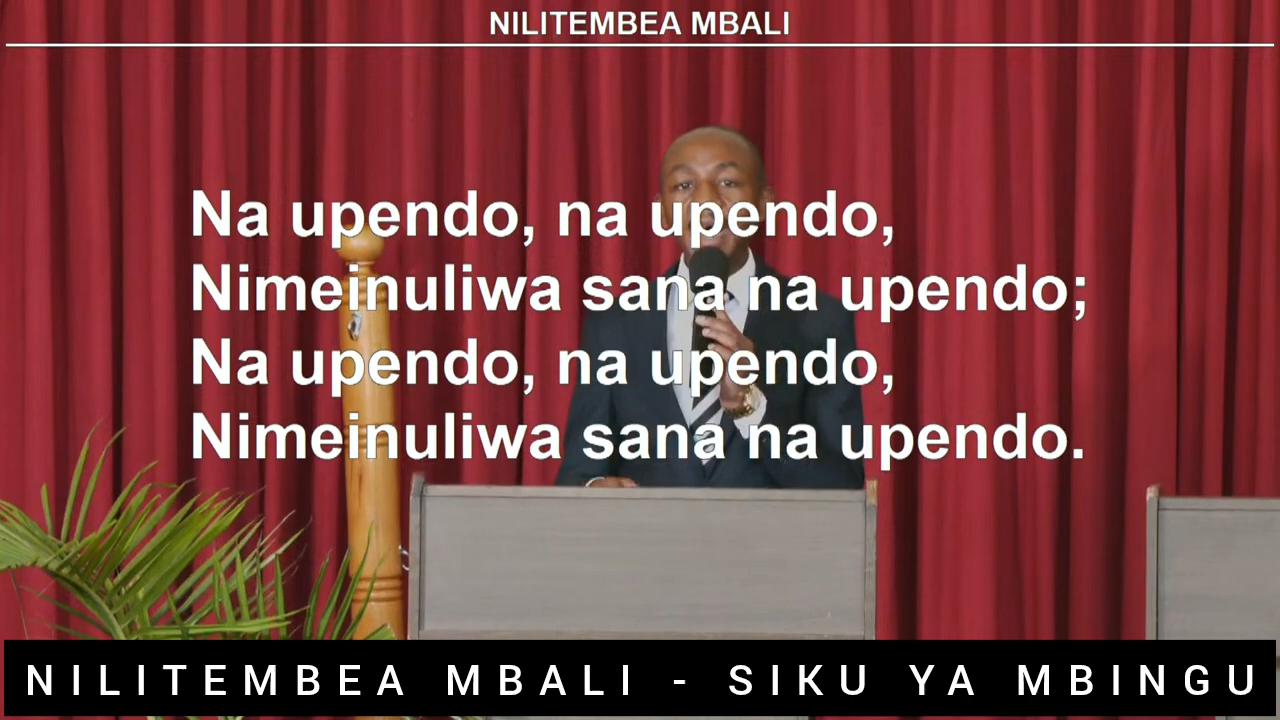 NILITEMBEA MBALI
Na upendo, na upendo,
Nimeinuliwa sana na upendo;
Na upendo, na upendo,
Nimeinuliwa sana na upendo.
NILITEMBEA MBALI - SIKU YA MBINGU